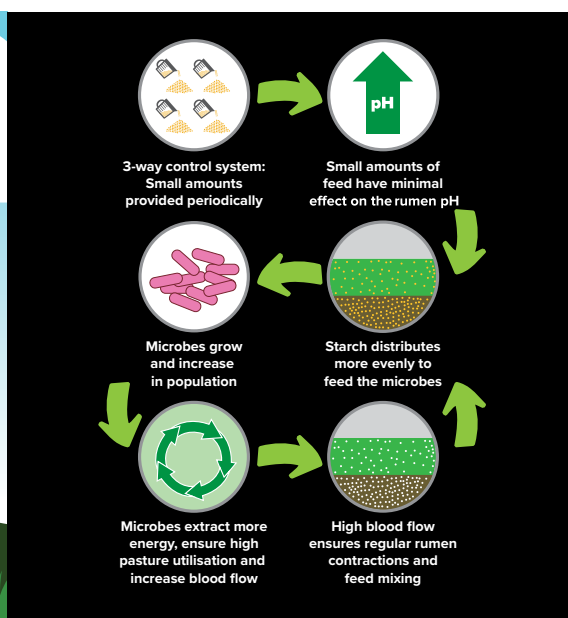 pH
3-way control system:
Small amounts
provided periodically
Small amounts of
feed have minimal
effect on the rumen pH
Starch distributes
more evenly to
feed the microbes
Microbes grow
and increase
in population
Microbes extract more
energy, ensure high
pasture utilisation and
increase blood flow
High blood flow
ensures regular rumen
contractions and
feed mixing